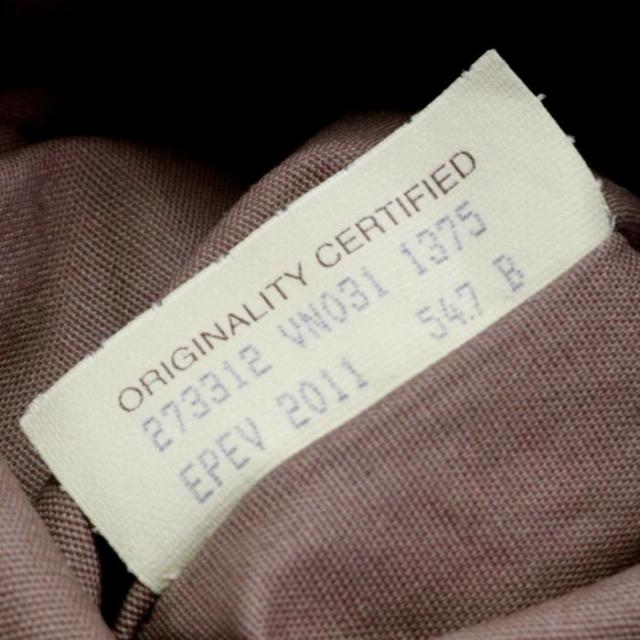 ORIGINALITY CERTIFIED
273312 VN031 1375
EPEV 2011 547 B